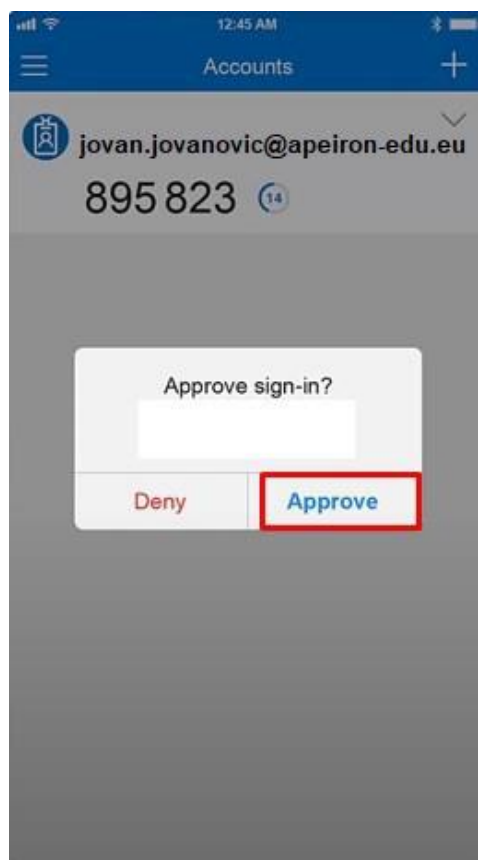 12:45 AM
Accounts
jovan.jovanovic@apeiron-edu.eu
895 823
14
Approve sign-in?
Deny
Approve